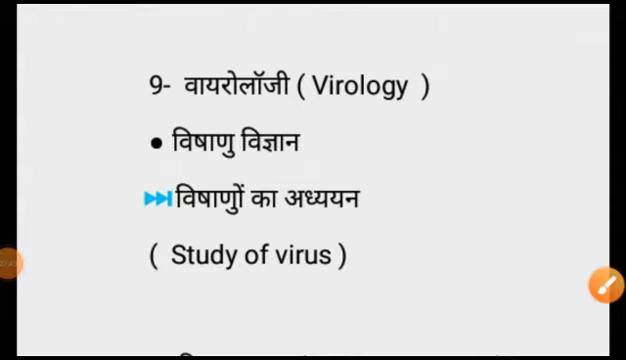 9- वायरोलॉजी ( Virology )
● विषाणु विज्ञान
⏭विषाणुों का अध्ययन
( Study of virus )